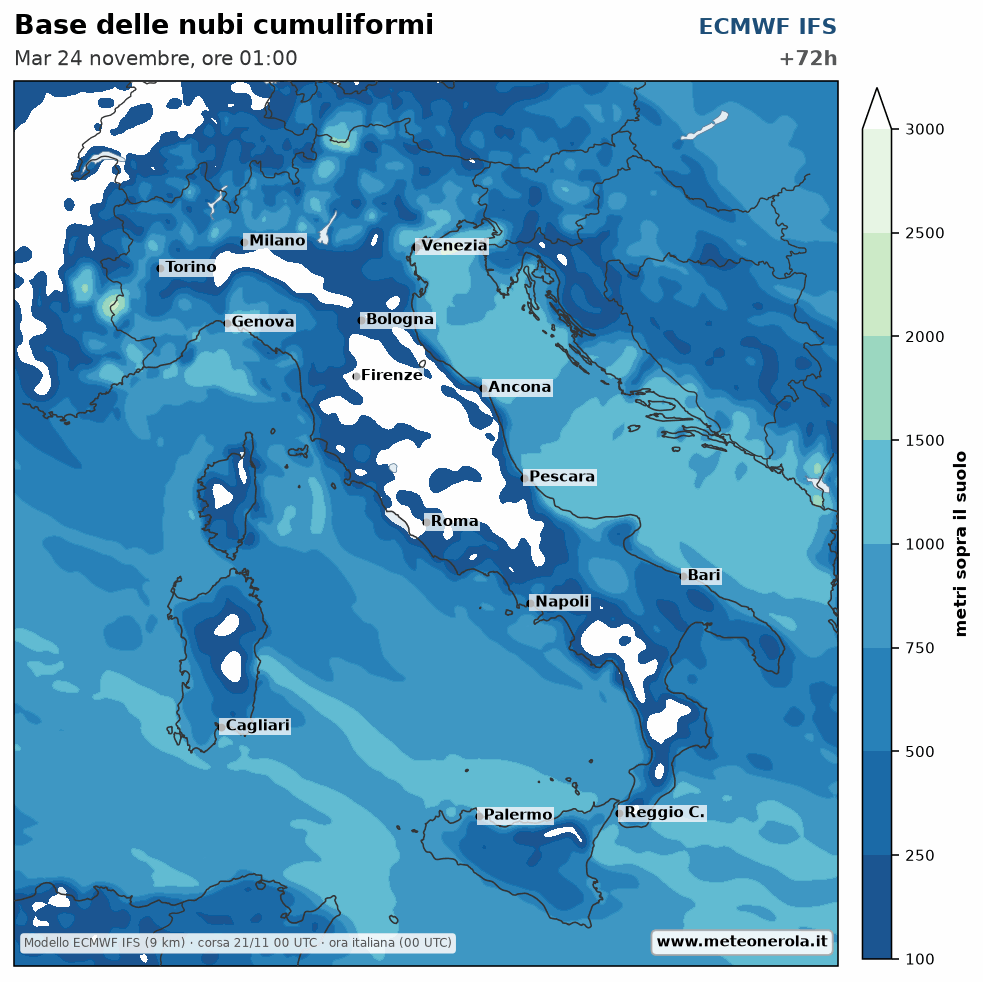 Base delle nubi cumuliformi
ECMWF IFS
Mar 24 novembre, ore 01:00
+72h
Milano
Venezia
Torino
Genova
Bologna
Firenze
Ancona
Pescara
Roma
Bari
Napoli
Cagliari
Palermo
Reggio C.
3000
2500
2000
1500
1000
750
500
250
100
metri sopra il suolo
Modello ECMWF IFS (9 km) · corsa 21/11 00 UTC · ora italiana (00 UTC)
www.meteonerola.it